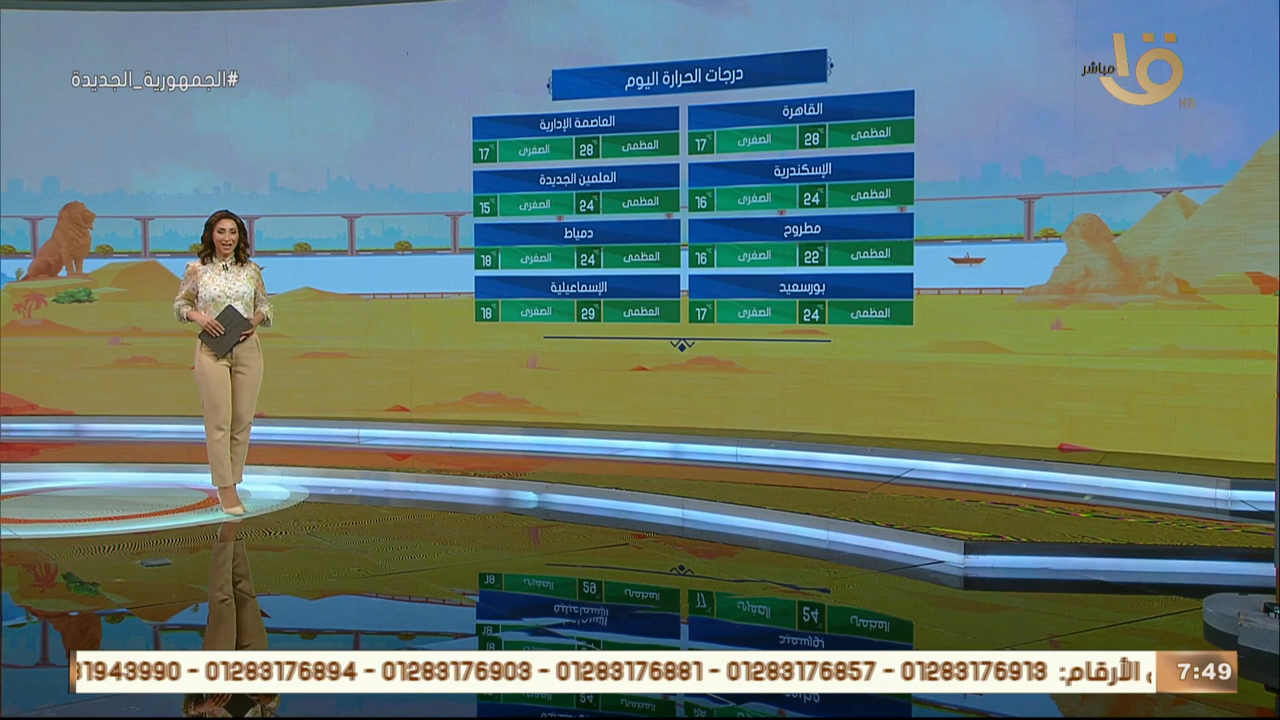 #الجمهورية_الجديدة
مباشر
HD
درجات الحرارة اليوم
القاهرة
العظمى 28 الصغرى 17
العاصمة الإدارية
العظمى 28 الصغرى 17
الإسكندرية
العظمى 24 الصغرى 16
العلمين الجديدة
العظمى 24 الصغرى 15
مطروح
العظمى 22 الصغرى 16
دمياط
العظمى 24 الصغرى 18
بورسعيد
العظمى 24 الصغرى 17
الإسماعيلية
العظمى 29 الصغرى 18
الأرقام: 01283176913 - 01283176857 - 01283176881 - 01283176903 - 01283176894 - 31943990
7:49